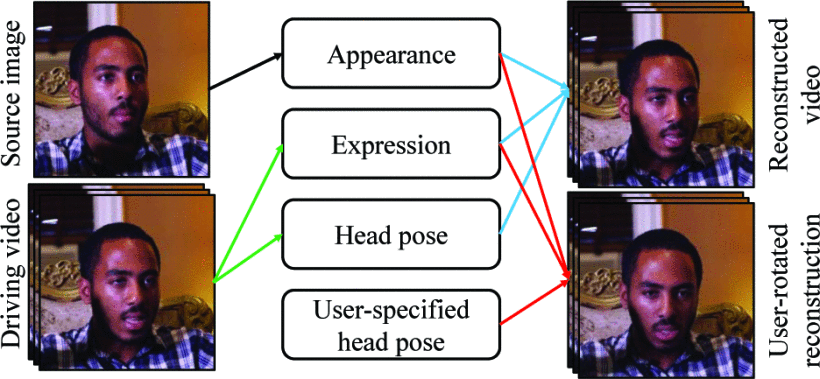 Source image
Driving video
Appearance
Expression
Head pose
User-specified
head pose
Reconstructed
video
User-rotated
reconstruction